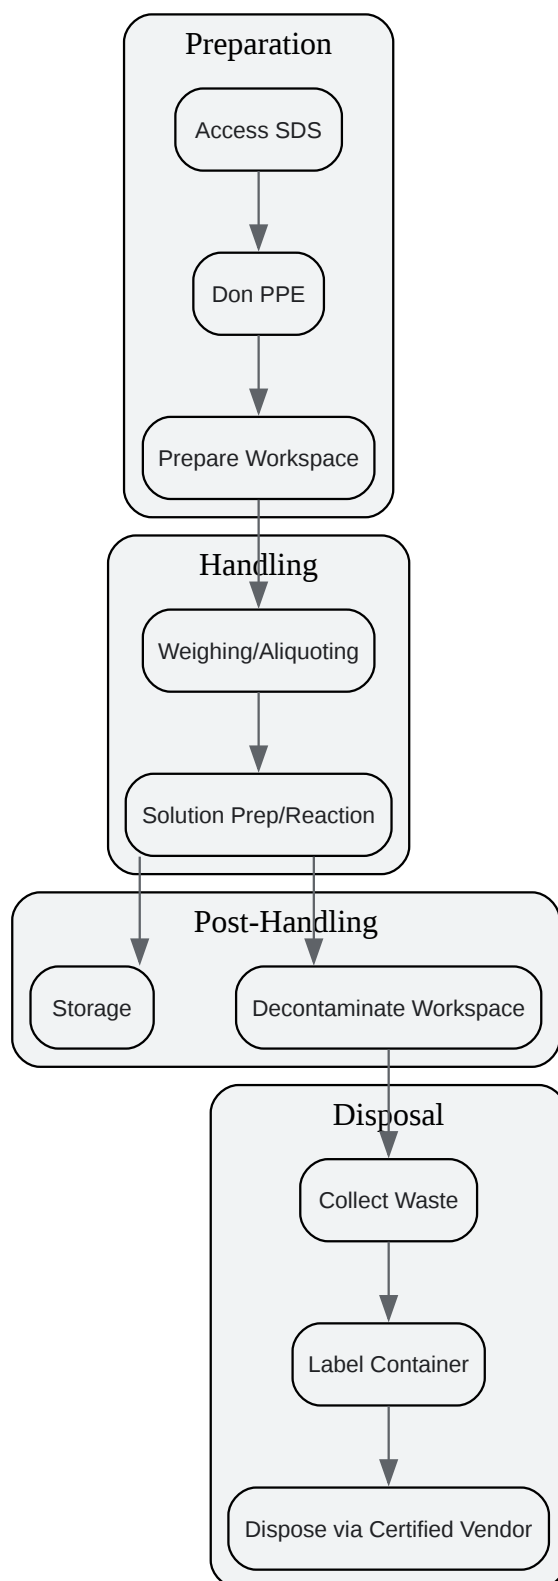 Preparation
Access SDS
Don PPE
Prepare Workspace
Handling
Weighing/Aliquoting
Solution Prep/Reaction
Post-Handling
Storage
Decontaminate Workspace
Disposal
Collect Waste
Label Container
Dispose via Certified Vendor